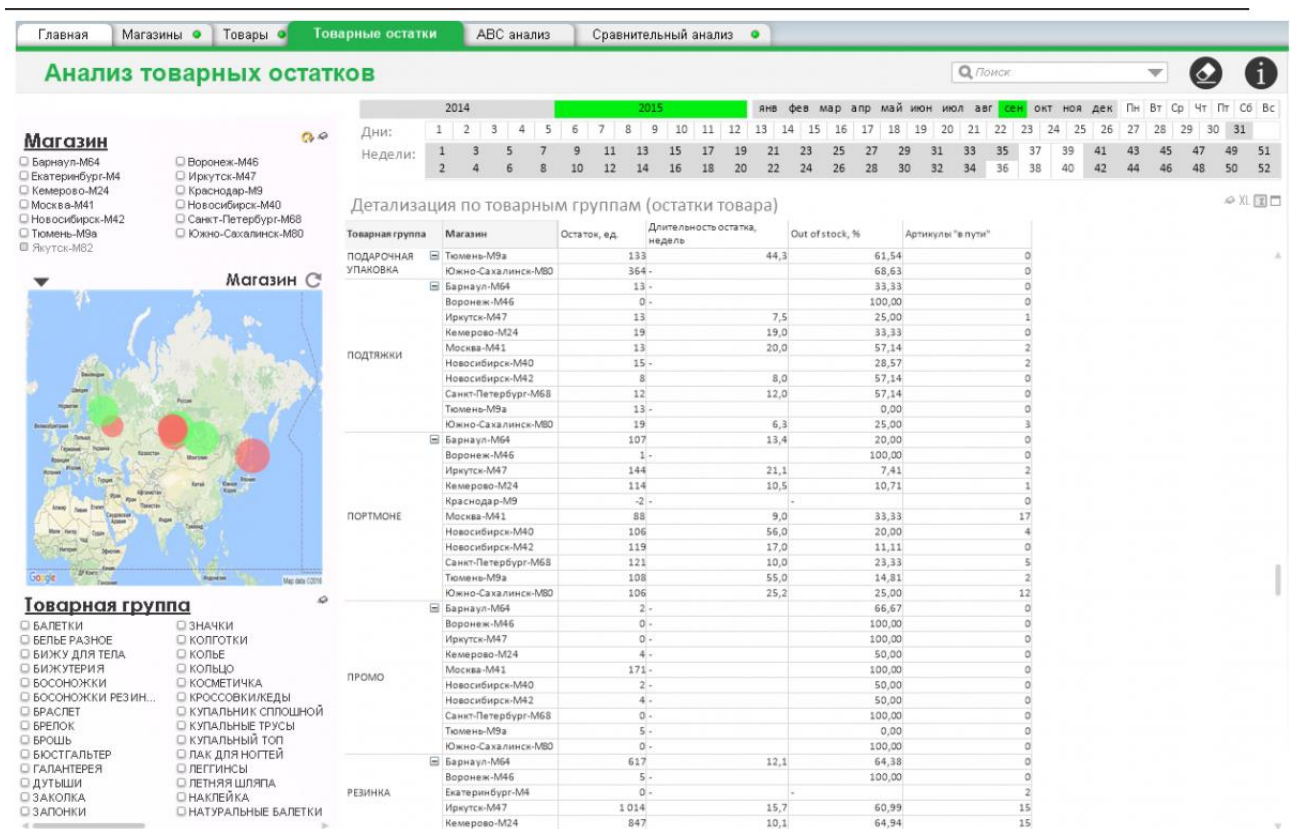 Главная Магазины Товары Товарные остатки ABC анализ Сравнительный анализ
Анализ товарных остатков
Поиск
2014 2015 янв фев мар апр май июн июл авг сен окт ноя дек Пн Вт Ср Чт Пт Сб Вс
Дни: 1 2 3 4 5 6 7 8 9 10 11 12 13 14 15 16 17 18 19 20 21 22 23 24 25 26 27 28 29 30 31
Недели: 1 3 5 7 9 11 13 15 17 19 21 23 25 27 29 31 33 35 37 39 41 43 45 47 49 51
2 4 6 8 10 12 14 16 18 20 22 24 26 28 30 32 34 36 38 40 42 44 46 48 50 52
Магазин
Барнаул-М64 Воронеж-М46
Екатеринбург-М4 Иркутск-М47
Кемерово-М24 Краснодар-М9
Москва-М41 Новосибирск-М40
Новосибирск-М42 Санкт-Петербург-М68
Тюмень-М9а Южно-Сахалинск-М80
Якутск-М82
Магазин
Google
Map data ©2016
Товарная группа
БАЛЕТКИ ЗНАЧКИ
БЕЛЬЕ РАЗНОЕ КОЛГОТКИ
БИЖУ ДЛЯ ТЕЛА КОЛЬЕ
БИЖУТЕРИЯ КОЛЬЦО
БОСОНОЖКИ КОСМЕТИЧКА
БОСОНОЖКИ РЕЗИН... КРОССОВКИ/КЕДЫ
БРАСЛЕТ КУПАЛЬНИК СПЛОШНОЙ
БРЕЛОК КУПАЛЬНЫЕ ТРУСЫ
БРОШЬ КУПАЛЬНЫЙ ТОП
БЮСТГАЛЬТЕР ЛАК ДЛЯ НОГТЕЙ
ГАЛАНТЕРЕЯ ЛЕГГИНСЫ
ДУТЫШИ ЛЕТНЯЯ ШЛЯПА
ЗАКОЛКА НАКЛЕЙКА
ЗАПОНКИ НАТУРАЛЬНЫЕ БАЛЕТКИ
Детализация по товарным группам (остатки товара)
XL
Товарная группа Магазин Остаток, ед. Длительность остатка, недель Out of stock, % Артикулы "в пути"
ПОДАРОЧНАЯ УПАКОВКА Тюмень-М9а 133 44,3 61,54 0
Южно-Сахалинск-М80 364 - 68,63 0
ПОДТЯЖКИ Барнаул-М64 13 - 33,33 0
Воронеж-М46 0 - 100,00 0
Иркутск-М47 13 7,5 25,00 1
Кемерово-М24 19 19,0 33,33 0
Москва-М41 13 20,0 57,14 2
Новосибирск-М40 15 - 28,57 2
Новосибирск-М42 8 8,0 57,14 0
Санкт-Петербург-М68 12 12,0 57,14 0
Тюмень-М9а 13 - 0,00 0
Южно-Сахалинск-М80 19 6,3 25,00 3
ПОРТМОНЕ Барнаул-М64 107 13,4 20,00 0
Воронеж-М46 1 - 100,00 0
Иркутск-М47 144 21,1 7,41 2
Кемерово-М24 114 10,5 10,71 1
Краснодар-М9 -2 - - 0
Москва-М41 88 9,0 33,33 17
Новосибирск-М40 106 56,0 20,00 4
Новосибирск-М42 119 17,0 11,11 0
Санкт-Петербург-М68 121 10,0 23,33 5
Тюмень-М9а 108 55,0 14,81 2
Южно-Сахалинск-М80 106 25,2 25,00 12
ПРОМО Барнаул-М64 2 - 66,67 0
Воронеж-М46 0 - 100,00 0
Иркутск-М47 0 - 100,00 0
Кемерово-М24 4 - 50,00 0
Москва-М41 171 - 100,00 0
Новосибирск-М40 2 - 50,00 0
Новосибирск-М42 4 - 50,00 0
Санкт-Петербург-М68 0 - 100,00 0
Тюмень-М9а 5 - 0,00 0
Южно-Сахалинск-М80 0 - 100,00 0
РЕЗИНКА Барнаул-М64 617 12,1 64,38 0
Воронеж-М46 5 - 100,00 0
Екатеринбург-М4 0 - - 2
Иркутск-М47 1 014 15,7 60,99 15
Кемерово-М24 847 10,1 64,94 15